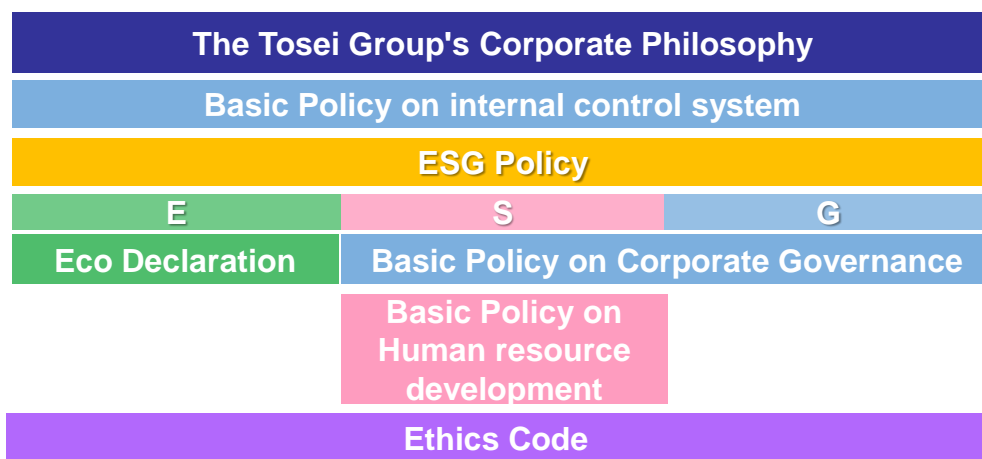 The Tosei Group's Corporate Philosophy
Basic Policy on internal control system
ESG Policy
E
S
G
Eco Declaration
Basic Policy on Corporate Governance
Basic Policy on
Human resource
development
Ethics Code